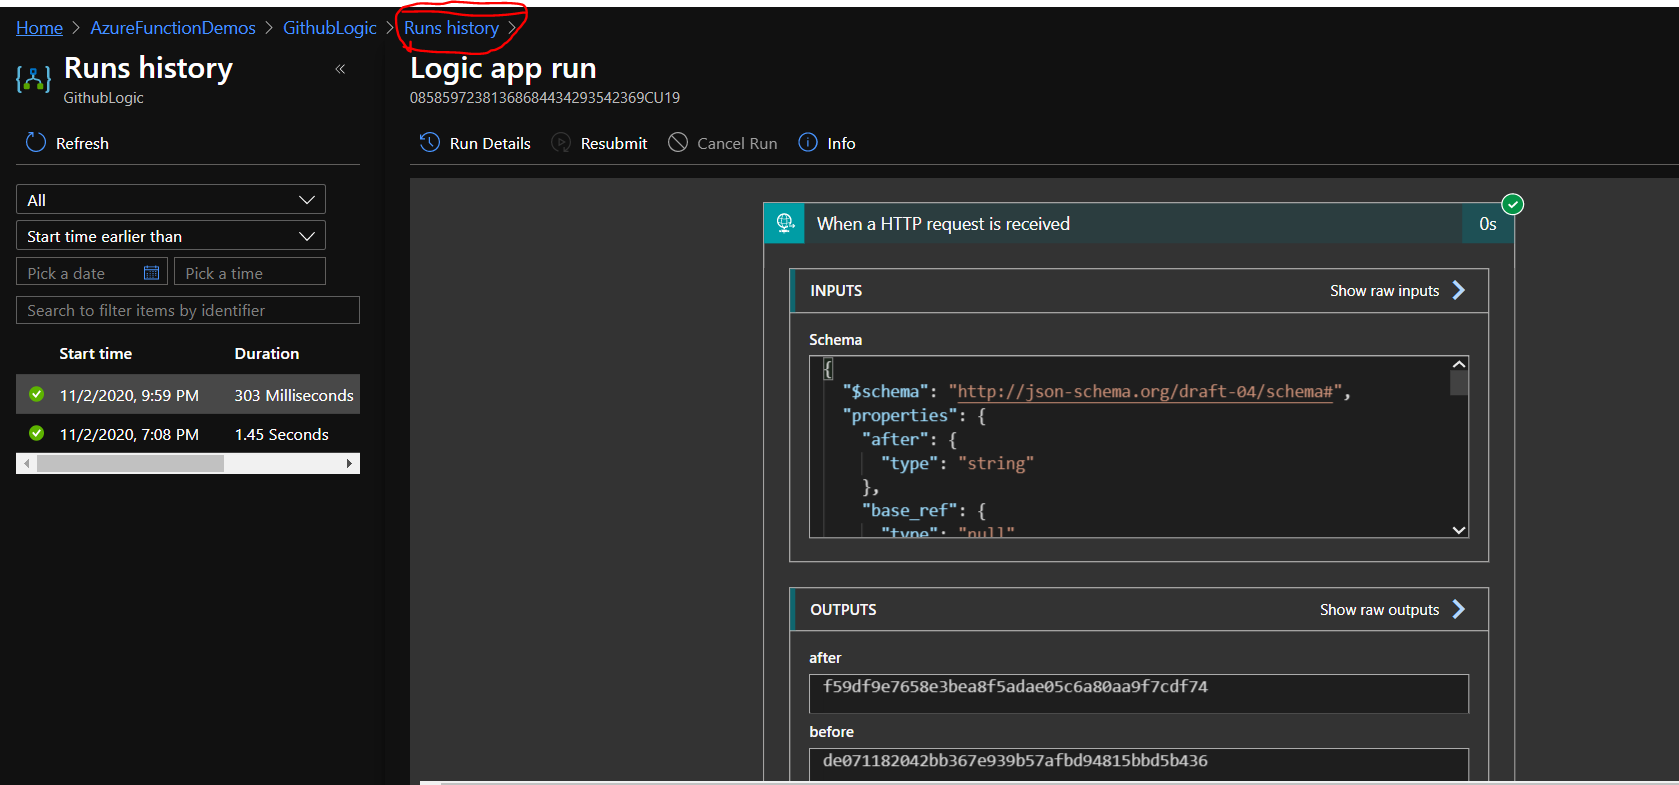 Home > AzureFunctionDemos > GithubLogic > Runs history >
Runs history
GithubLogic
«
Refresh
All
Start time earlier than
Pick a date
Pick a time
Search to filter items by identifier
Start time Duration
11/2/2020, 9:59 PM 303 Milliseconds
11/2/2020, 7:08 PM 1.45 Seconds
Logic app run
08585972381368684434293542369CU19
Run Details Resubmit Cancel Run Info
When a HTTP request is received 0s
INPUTS Show raw inputs
Schema
{
"$schema": "http://json-schema.org/draft-04/schema#",
"properties": {
"after": {
"type": "string"
},
"base_ref": {
"type": "null"
OUTPUTS Show raw outputs
after
f59df9e7658e3bea8f5adae05c6a80aa9f7cdf74
before
de071182042bb367e939b57afbd94815bbd5b436